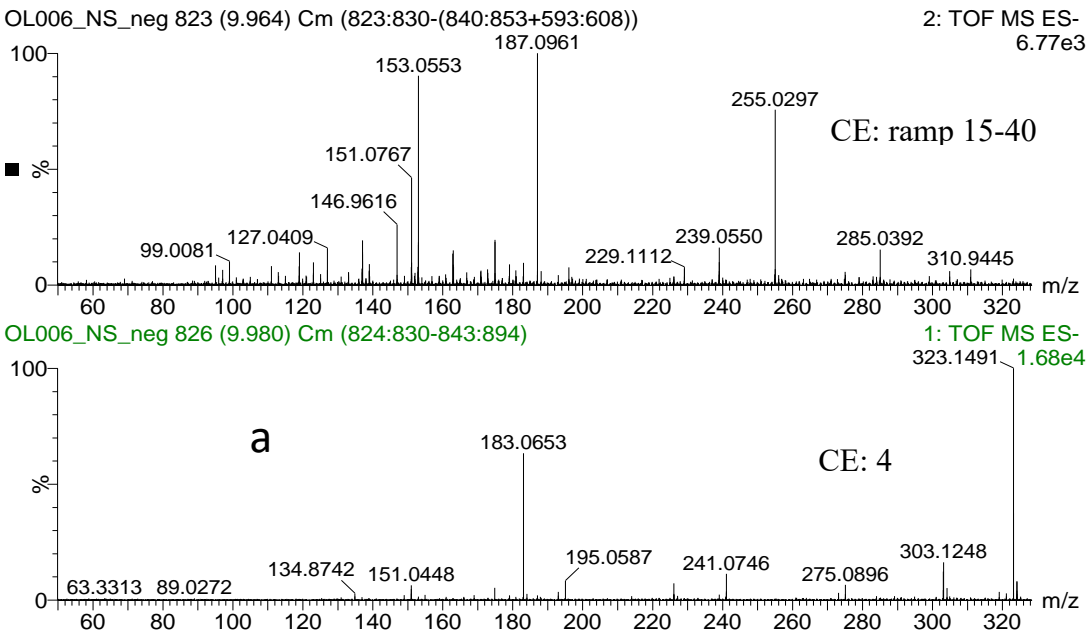 OL006_NS_neg 823 (9.964) Cm (823:830-(840:853+593:608))
2: TOF MS ES-
6.77e3
187.0961
100
153.0553
255.0297
CE: ramp 15-40
151.0767
%
146.9616
127.0409
239.0550
99.0081
229.1112
285.0392
310.9445
0
m/z
60 80 100 120 140 160 180 200 220 240 260 280 300 320
OL006_NS_neg 826 (9.980) Cm (824:830-843:894)
1: TOF MS ES-
323.1491 1.68e4
100
a
183.0653
CE: 4
%
195.0587
241.0746
303.1248
134.8742
151.0448
275.0896
63.3313 89.0272
0
m/z
60 80 100 120 140 160 180 200 220 240 260 280 300 320